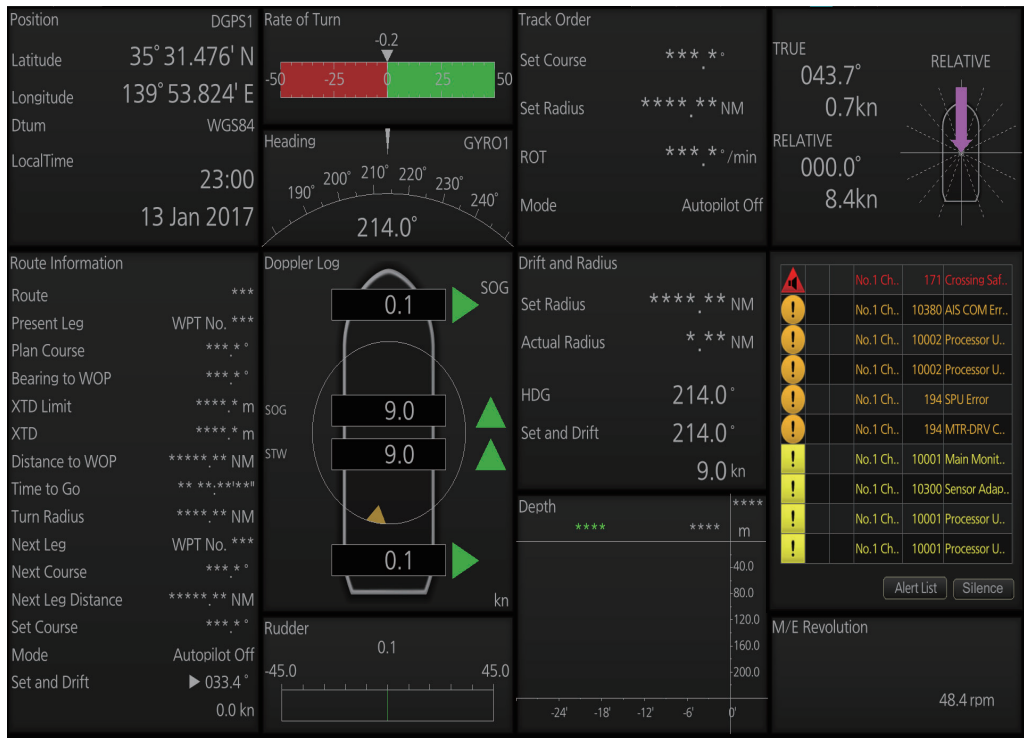 Position DGPS1
Latitude 35° 31.476' N
Longitude 139° 53.824' E
Dtum WGS84
LocalTime
23:00
13 Jan 2017
Rate of Turn
-0.2
-50 -25 0 25 50
Heading GYRO1
190° 200° 210° 220° 230° 240°
214.0°
Track Order
Set Course ***.*°
Set Radius ****.** NM
ROT ***.*°/min
Mode Autopilot Off
TRUE
043.7°
0.7kn
RELATIVE
000.0°
8.4kn
RELATIVE
Route Information
Route ***
Present Leg WPT No. ***
Plan Course ***.* °
Bearing to WOP ***.* °
XTD Limit ****.* m
XTD ****.* m
Distance to WOP *****.** NM
Time to Go ** **:**'**"
Turn Radius ****.** NM
Next Leg WPT No. ***
Next Course ***.* °
Next Leg Distance *****.** NM
Set Course ***.* °
Mode Autopilot Off
Set and Drift ▶ 033.4 °
0.0 kn
Doppler Log
0.1 SOG
SOG 9.0
STW 9.0
0.1
kn
Rudder
0.1
-45.0 45.0
Drift and Radius
Set Radius ****.** NM
Actual Radius *.** NM
HDG 214.0°
Set and Drift 214.0°
9.0 kn
Depth ****
**** **** m
40.0
80.0
120.0
160.0
200.0
-24' -18' -12' -6' 0'
No.1 Ch.. 171 Crossing Saf..
! No.1 Ch.. 10380 AIS COM Err..
! No.1 Ch.. 10002 Processor U..
! No.1 Ch.. 10002 Processor U..
! No.1 Ch.. 194 SPU Error
! No.1 Ch.. 194 MTR-DRV C..
! No.1 Ch.. 10001 Main Monit..
! No.1 Ch.. 10300 Sensor Adap..
! No.1 Ch.. 10001 Processor U..
! No.1 Ch.. 10001 Processor U..
Alert List Silence
M/E Revolution
48.4 rpm